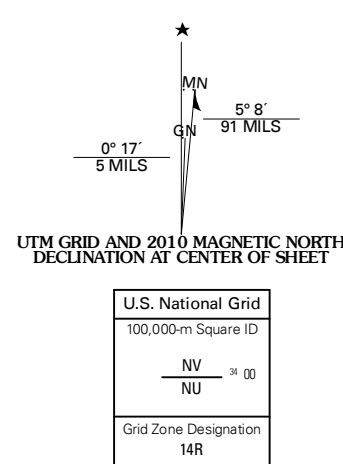 ★
MN
5° 8´
91 MILS
GN
0° 17´
5 MILS
UTM GRID AND 2010 MAGNETIC NORTH
DECLINATION AT CENTER OF SHEET
U.S. National Grid
100,000-m Square ID
NV
34 00
NU
Grid Zone Designation
14R